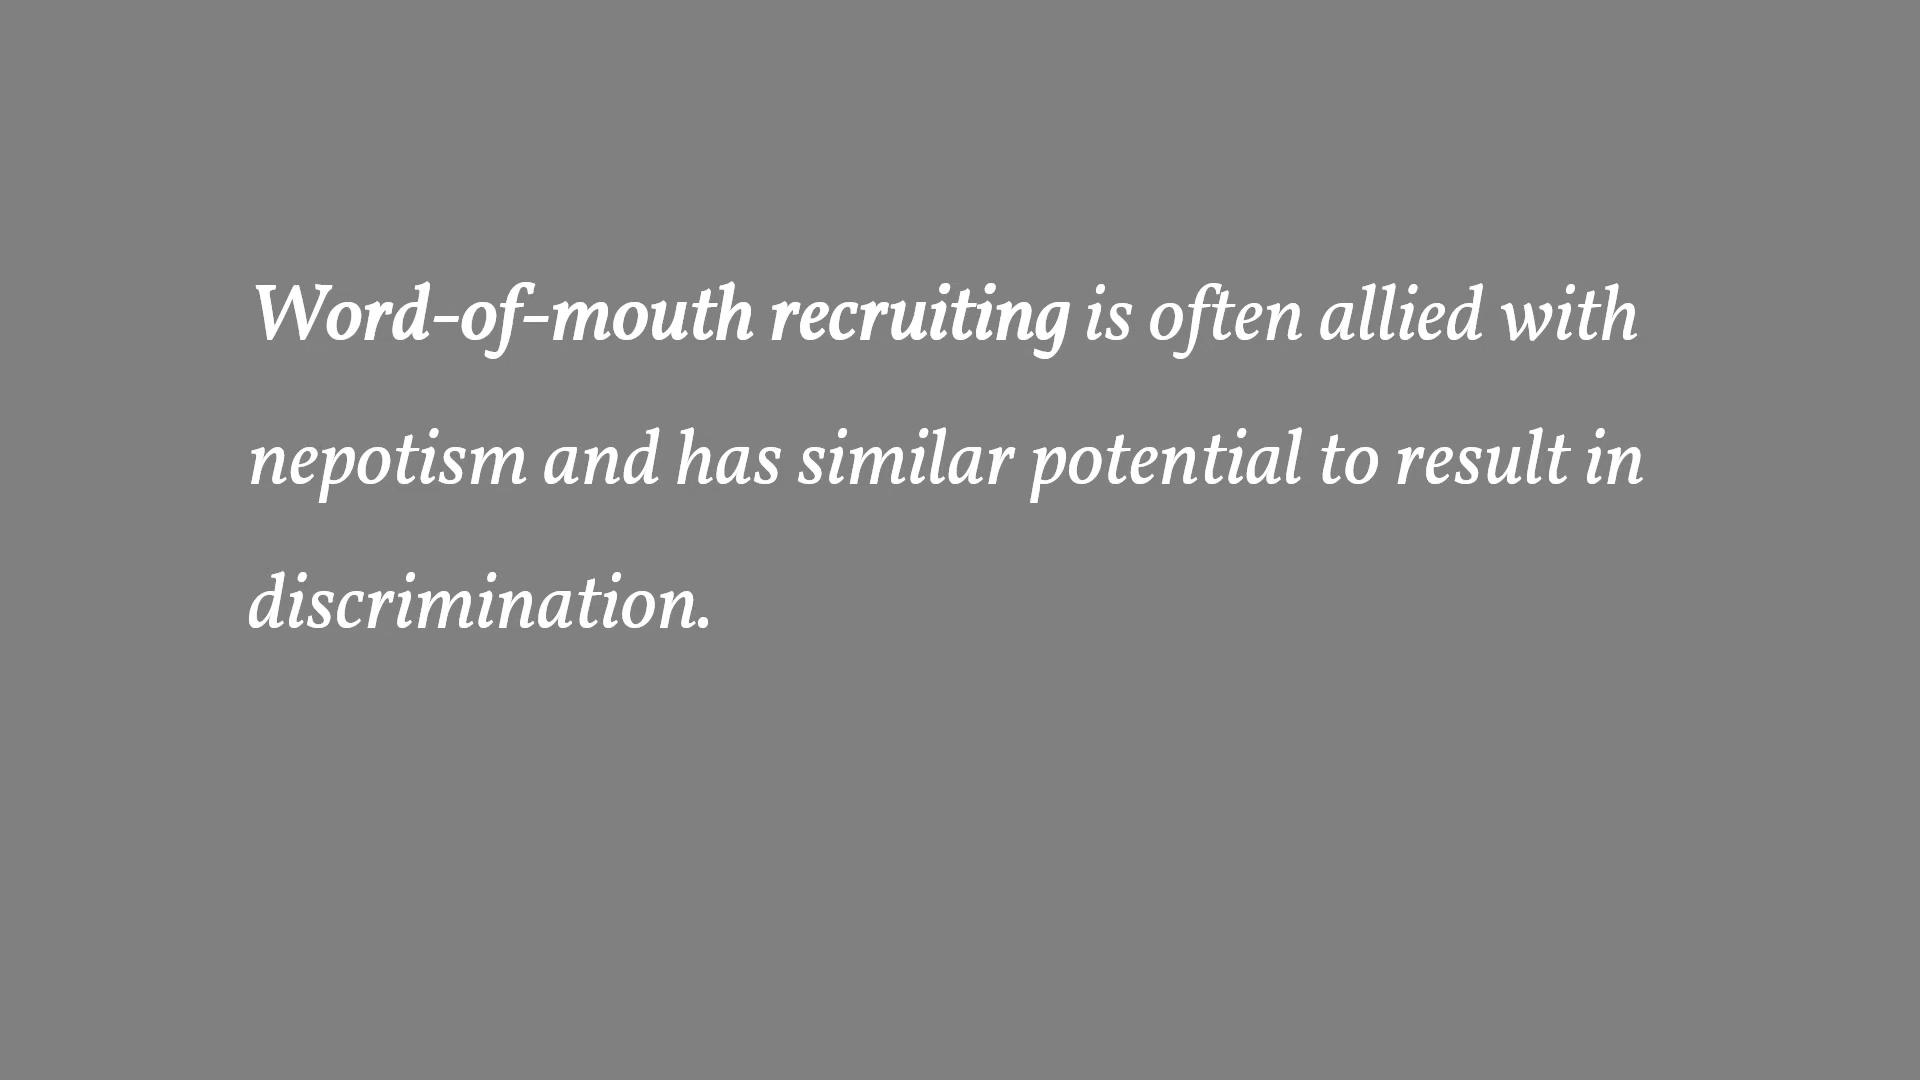 Word-of-mouth recruiting is often allied with
nepotism and has similar potential to result in
discrimination.